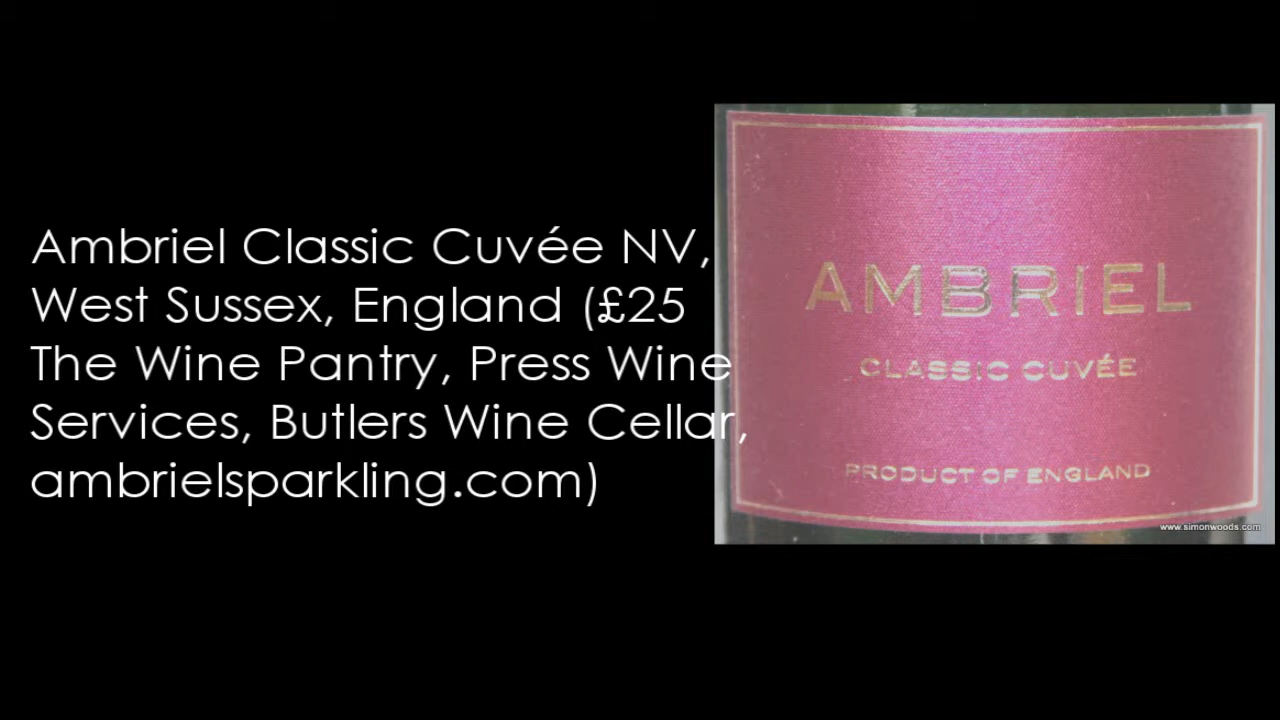 Ambriel Classic Cuvée NV,
West Sussex, England (£25
The Wine Pantry, Press Wine
Services, Butlers Wine Cellar,
ambrielsparkling.com)
AMBRIEL
CLASSIC CUVÉE
PRODUCT OF ENGLAND
www.simonwoods.com